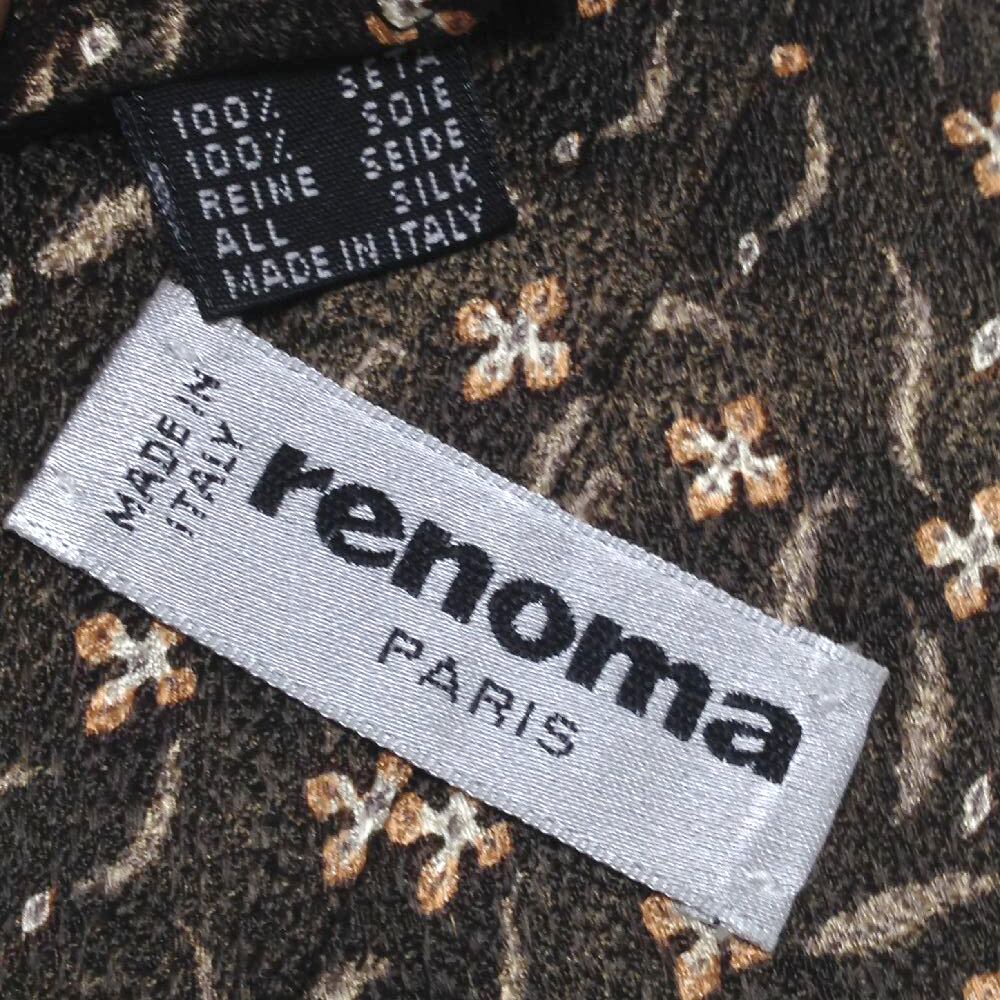 100% SETA
100% SOIE
REINE SEIDE
ALL SILK
MADE IN ITALY
MADE IN
ITALY
renoma
PARIS